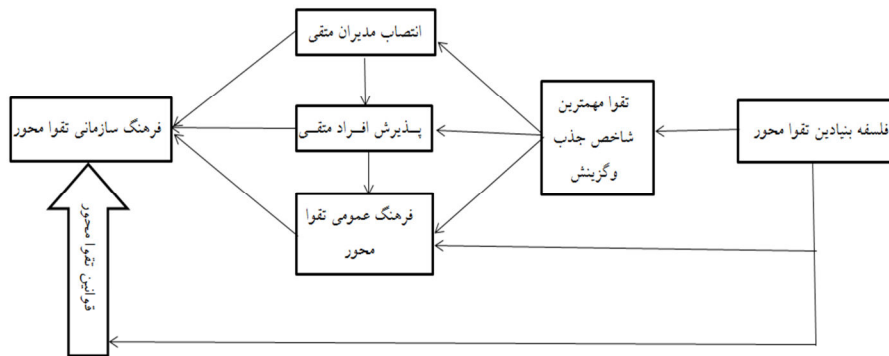 انتصاب مدیران متقی
تقوا مهمترین
شاخص جذب
وگزینش
فلسفه بنیادین تقوا محور
پـذیرش افـراد متقـی
فرهنگ سازمانی تقوا محور
فرهنگ عمومی تقوا
محور
قوانین تقوا محور